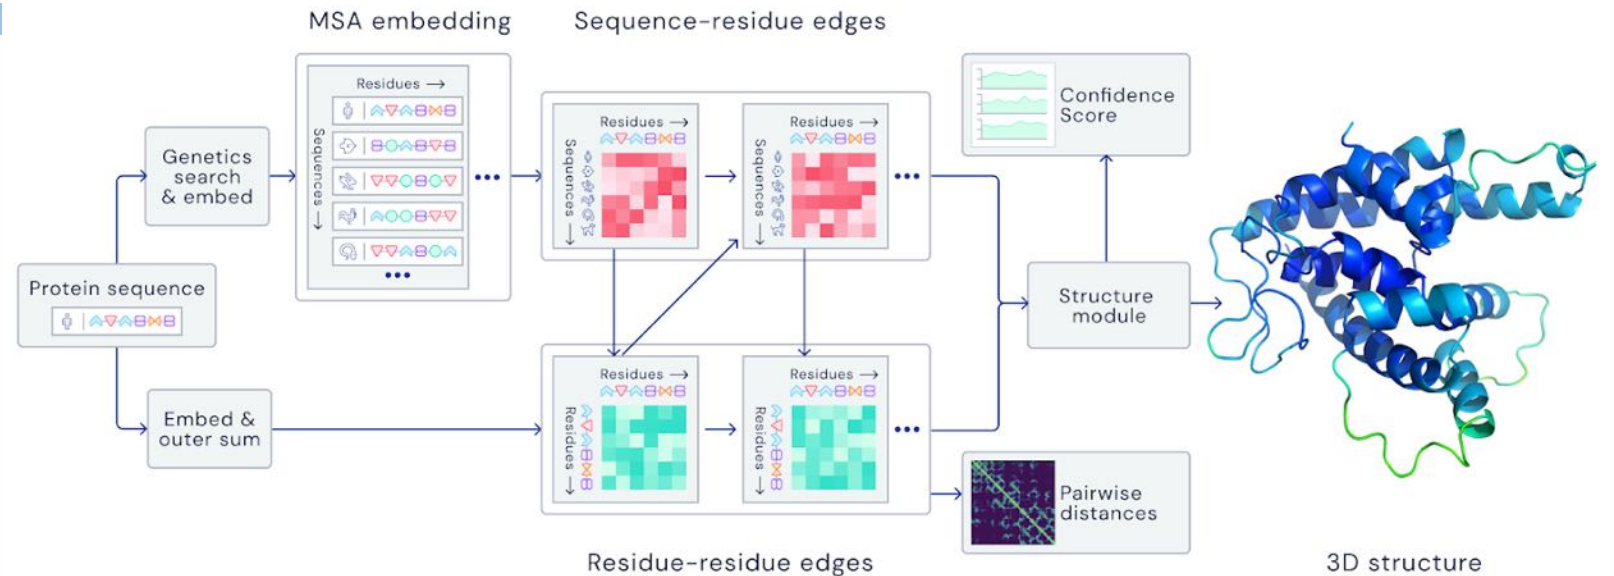 MSA embedding
Sequence-residue edges
Residues →
Sequences →
Genetics
search
& embed
Protein sequence
Embed &
outer sum
Residues →
Sequences →
Residues →
Sequences →
Residues →
Residues →
Residues →
Residues →
Confidence
Score
Structure
module
Pairwise
distances
Residue-residue edges
3D structure